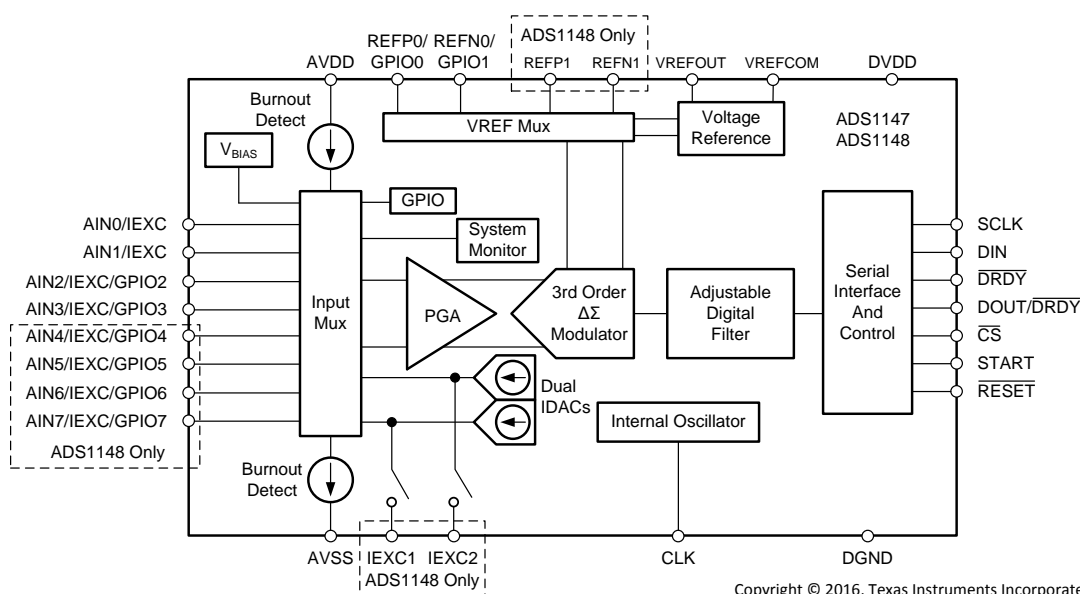 ADS1148 Only
REFP0/ REFN0/
GPIO0 GPIO1
AVDD REFP1 REFN1 VREFOUT VREFCOM DVDD
Burnout
Detect
VREF Mux
Voltage
Reference
ADS1147
ADS1148
VBIAS
GPIO
System
Monitor
AIN0/IEXC
AIN1/IEXC
AIN2/IEXC/GPIO2
AIN3/IEXC/GPIO3
AIN4/IEXC/GPIO4
AIN5/IEXC/GPIO5
AIN6/IEXC/GPIO6
AIN7/IEXC/GPIO7
ADS1148 Only
Input
Mux
PGA
3rd Order
ΔΣ
Modulator
Adjustable
Digital
Filter
Serial
Interface
And
Control
SCLK
DIN
DRDY
DOUT/DRDY
CS
START
RESET
Dual
IDACs
Internal Oscillator
Burnout
Detect
AVSS IEXC1 IEXC2 CLK DGND
ADS1148 Only
Copyright © 2016, Texas Instruments Incorporate